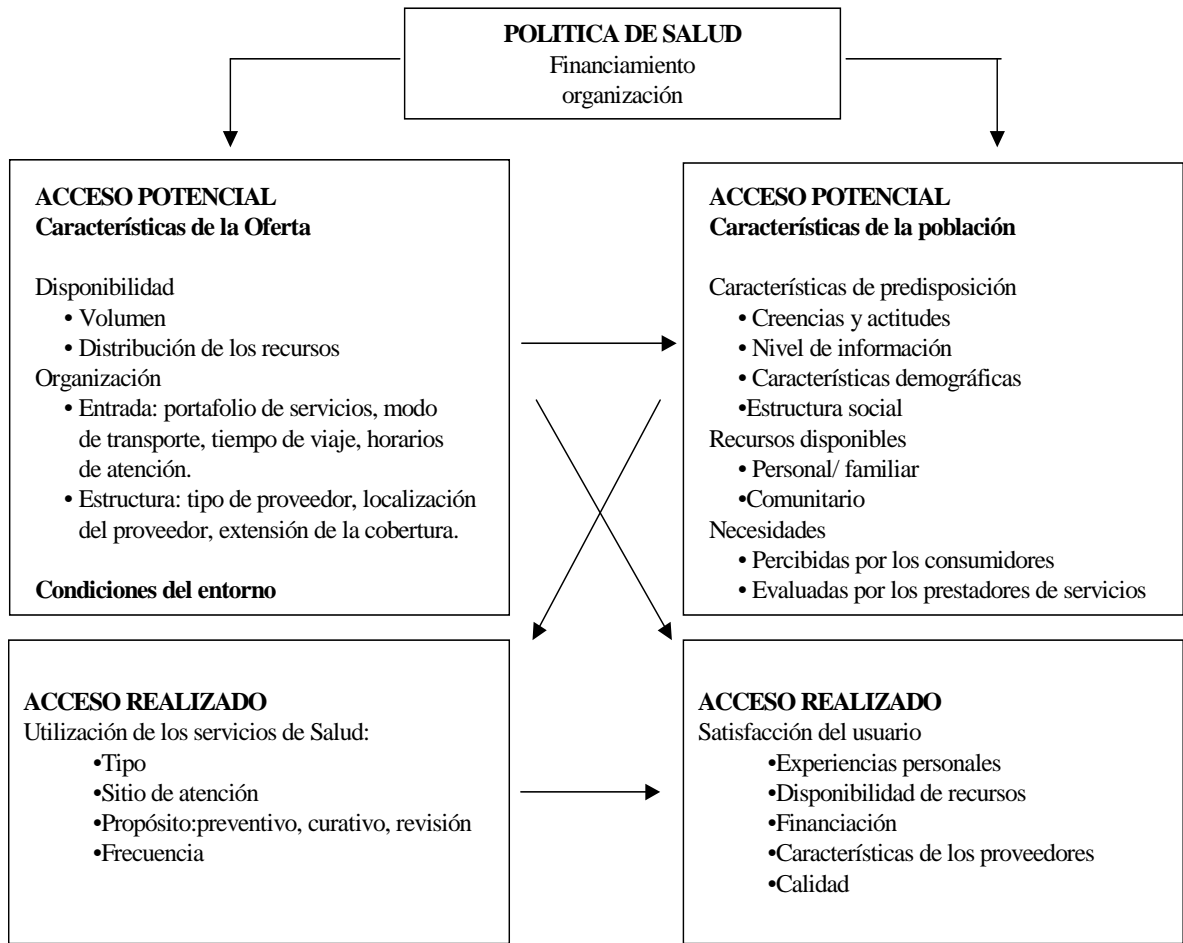 POLITICA DE SALUD
Financiamiento
organización
ACCESO POTENCIAL
Características de la Oferta
Disponibilidad
• Volumen
• Distribución de los recursos
Organización
• Entrada: portafolio de servicios, modo
de transporte, tiempo de viaje, horarios
de atención.
• Estructura: tipo de proveedor, localización
del proveedor, extensión de la cobertura.
Condiciones del entorno
ACCESO POTENCIAL
Características de la población
Características de predisposición
• Creencias y actitudes
• Nivel de información
• Características demográficas
•Estructura social
Recursos disponibles
• Personal/ familiar
•Comunitario
Necesidades
• Percibidas por los consumidores
• Evaluadas por los prestadores de servicios
ACCESO REALIZADO
Utilización de los servicios de Salud:
•Tipo
•Sitio de atención
•Propósito:preventivo, curativo, revisión
•Frecuencia
ACCESO REALIZADO
Satisfacción del usuario
•Experiencias personales
•Disponibilidad de recursos
•Financiación
•Características de los proveedores
•Calidad